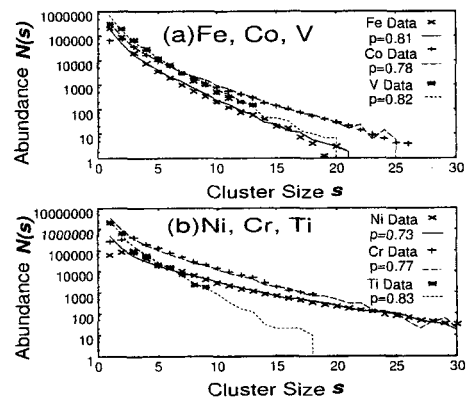 Abundance N(s)
1000000
100000
10000
1000
100
10
1
(a)Fe, Co, V
Fe Data
p=0.81
Co Data
p=0.78
V Data
p=0.82
0 5 10 15 20 25 30
Cluster Size s
Abundance N(s)
10000000
1000000
100000
10000
1000
100
1
(b)Ni, Cr, Ti
Ni Data
p=0.73
Cr Data
p=0.77
Ti Data
p=0.83
0 5 10 15 20 25 30
Cluster Size s